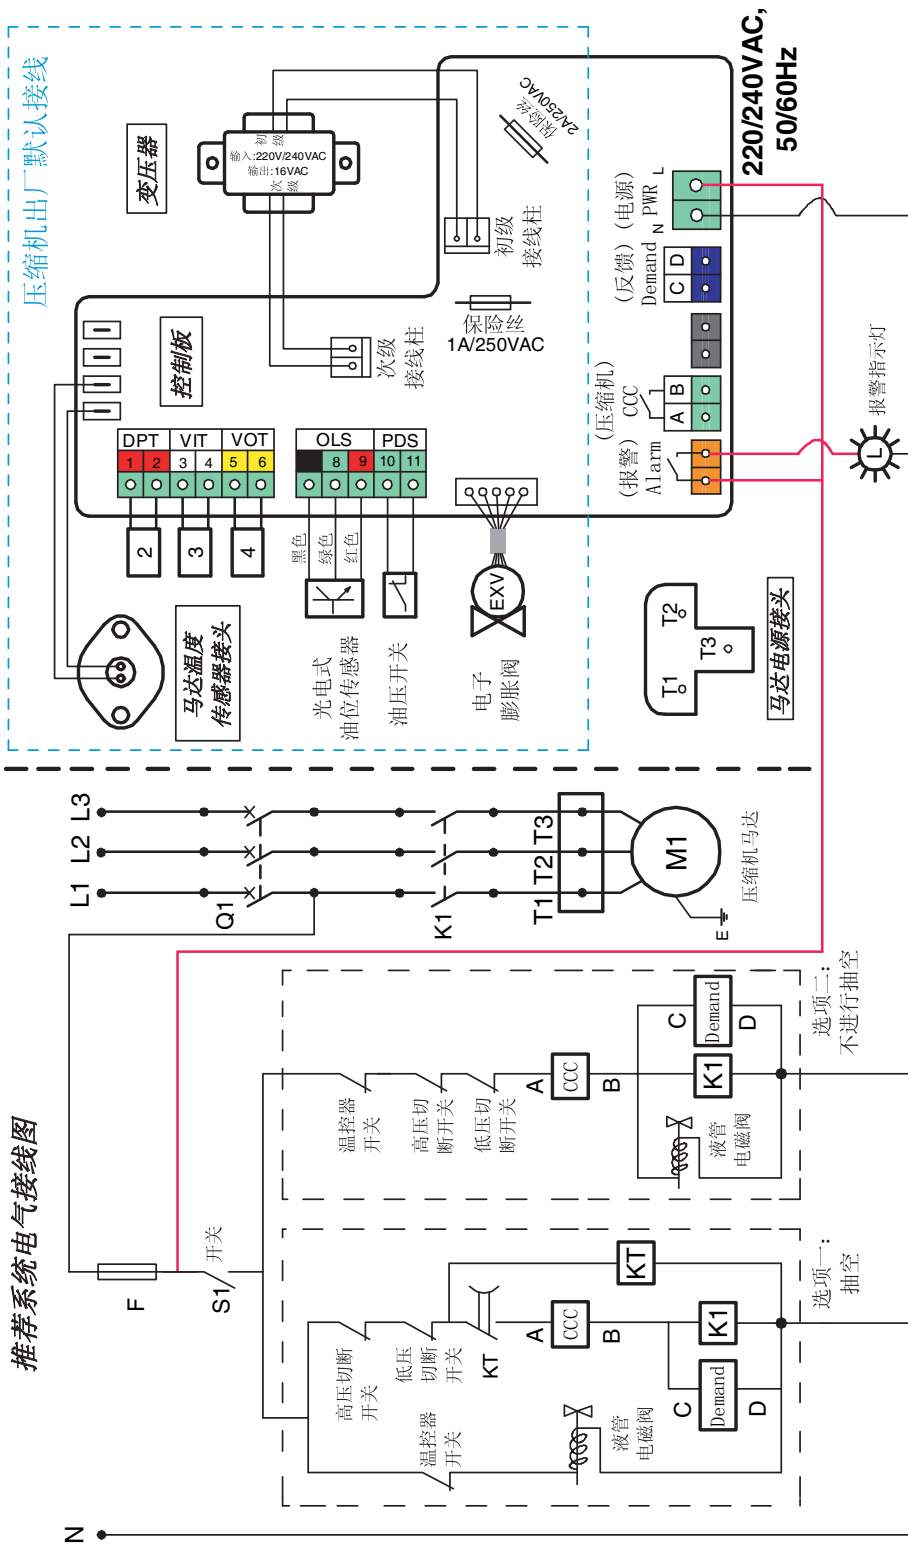 压缩机出厂默认接线
变压器
初
级
输入:220V/240VAC
输出:16VAC
次
级
保险丝
2A/250VAC
初级
接线柱
220/240VAC,
50/60Hz
(电源)
PWR
L
N
(反馈)
Demand
D
C
保险丝
1A/250VAC
次级
接线柱
控制板
(压缩机)
CCC
B
A
(报警)
Alarm
报警指示灯
L
DPT
VIT
VOT
1
2
3
4
5
6
OLS
PDS
8
9
10
11
2
3
4
黑色
绿色
红色
EXV
马达温度
传感器接头
光电式
油位传感器
油压开关
电子
膨胀阀
T1
T2
T3
马达电源接头
L3
L2
L1
Q1
K1
T3
T2
T1
M1
E
压缩机马达
推荐系统电气接线图
F
S1
开关
温控器
开关
高压切
断开关
低压切
断开关
A
CCC
B
C
Demand
D
K1
液管
电磁阀
选项二:
不进行抽空
高压切断
开关
低压
切断
开关
KT
KT
A
CCC
B
K1
C
Demand
D
温控器
开关
液管
电磁阀
选项一:
抽空
N